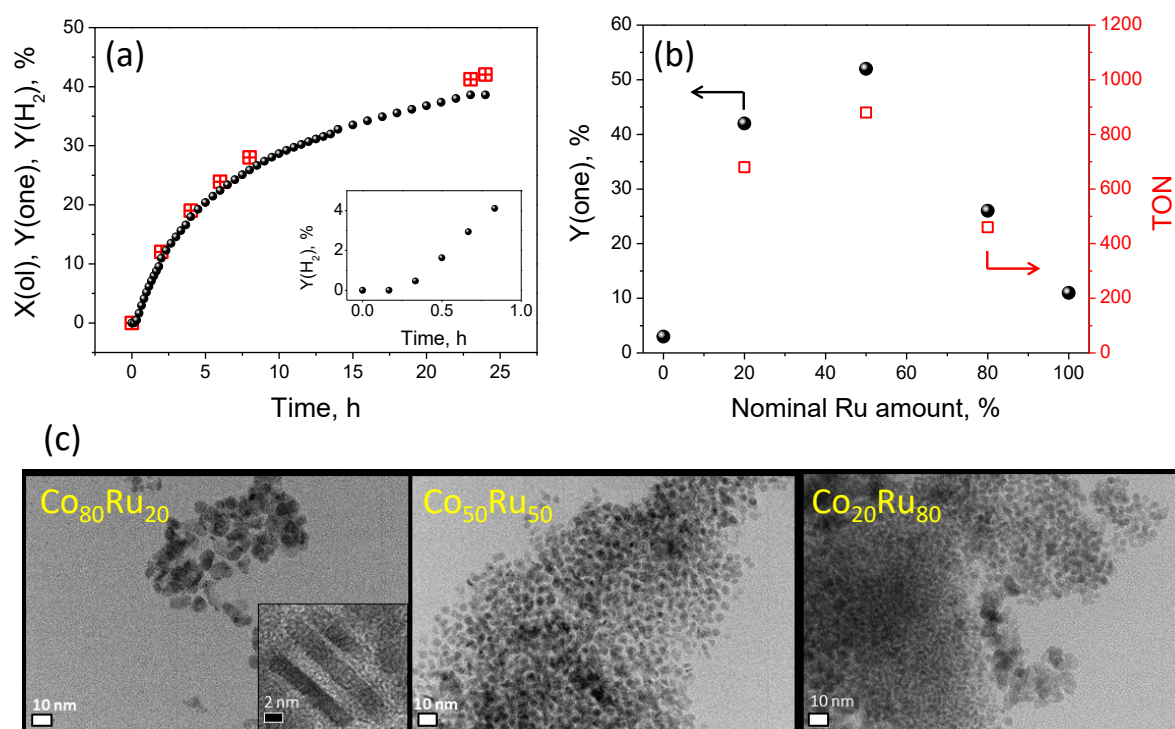 (a)
X(ol), Y(one), Y(H₂), %
50
40
30
20
10
0
0 5 10 15 20 25
Time, h
Y(H₂), %
4
2
0
0.0 0.5 1.0
Time, h
(b)
Y(one), %
60
50
40
30
20
10
0
0 20 40 60 80 100
Nominal Ru amount, %
1200
1000
800
600
400
200
0
TON
(c)
Co₈₀Ru₂₀
10 nm
2 nm
Co₅₀Ru₅₀
10 nm
Co₂₀Ru₈₀
10 nm